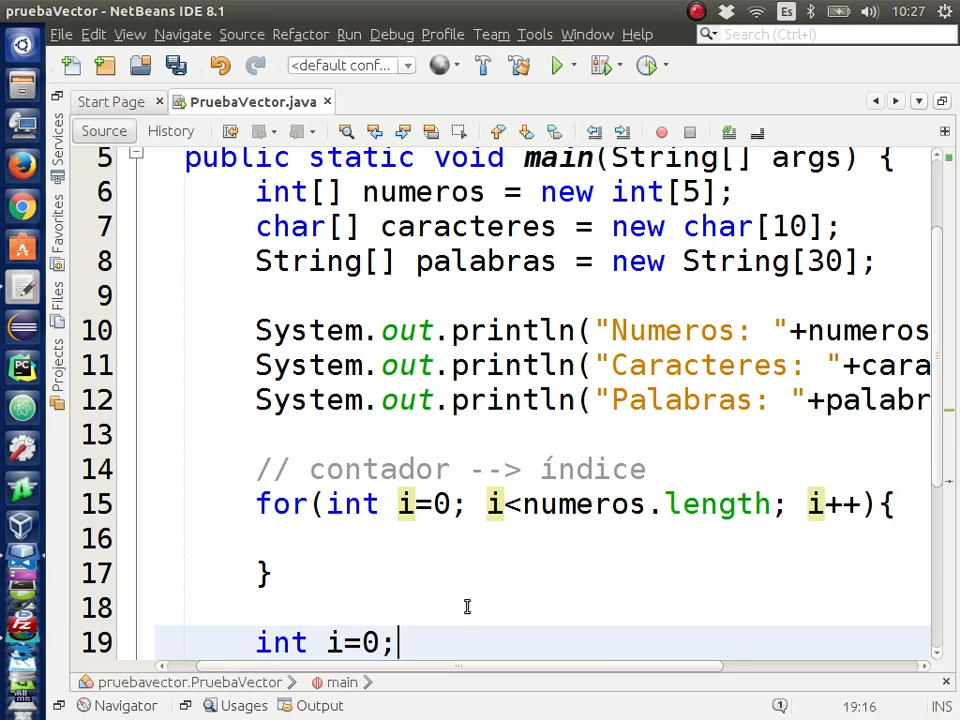 pruebaVector - NetBeans IDE 8.1
Es
10:27
File Edit View Navigate Source Refactor Run Debug Profile Team Tools Window Help
Search (Ctrl+I)
<default conf...
Start Page
PruebaVector.java
Source History
Services
Favorites
Files
Projects
PC
5 public static void main(String[] args) {
6 int[] numeros = new int[5];
7 char[] caracteres = new char[10];
8 String[] palabras = new String[30];
9
10 System.out.println("Numeros: "+numeros
11 System.out.println("Caracteres: "+cara
12 System.out.println("Palabras: "+palabr
13
14 // contador --> índice
15 for(int i=0; i<numeros.length; i++){
16
17 }
18
19 int i=0;
pruebavector.PruebaVector
main
Navigator
Usages
Output
1
19:16
INS